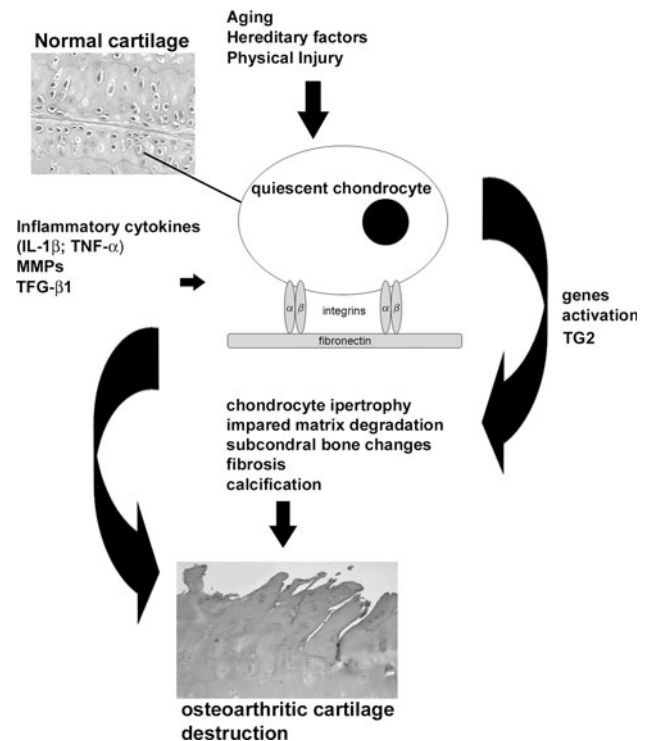 Aging
Hereditary factors
Physical Injury
Normal cartilage
quiescent chondrocyte
Inflammatory cytokines
(IL-1β; TNF-α)
MMPs
TFG-β1
α β
integrins
α β
fibronectin
genes
activation
TG2
chondrocyte ipertrophy
impared matrix degradation
subcondral bone changes
fibrosis
calcification
osteoarthritic cartilage
destruction